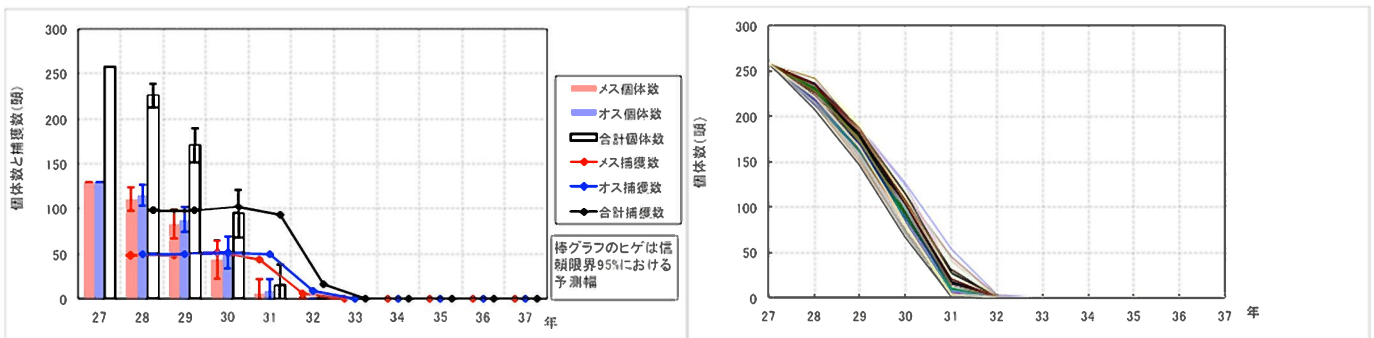 個体数と捕獲数(頭)
300
250
200
150
100
50
0
27 28 29 30 31 32 33 34 35 36 37 年
メス個体数
オス個体数
合計個体数
メス捕獲数
オス捕獲数
合計捕獲数
棒グラフのヒゲは信
頼限界95%における
予測幅
個体数(頭)
300
250
200
150
100
50
0
27 28 29 30 31 32 33 34 35 36 37 年